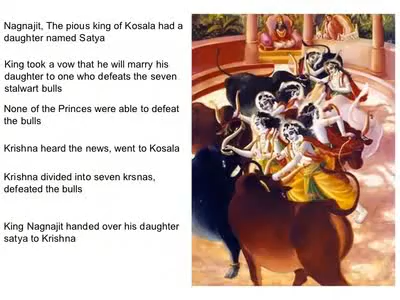 Nagnajit, The pious king of Kosala had a
daughter named Satya
King took a vow that he will marry his
daughter to one who defeats the seven
stalwart bulls
None of the Princes were able to defeat
the bulls
Krishna heard the news, went to Kosala
Krishna divided into seven krsnas,
defeated the bulls
King Nagnajit handed over his daughter
satya to Krishna